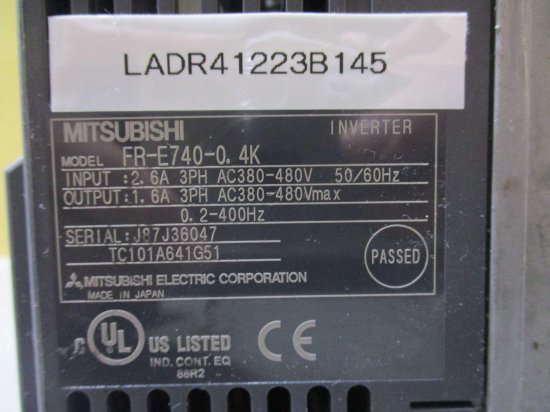 LADR41223B145
MITSUBISHI INVERTER
MODEL FR-E740-0.4K
INPUT :2.6A 3PH AC380-480V 50/60Hz
OUTPUT:1.6A 3PH AC380-480Vmax
0.2-400Hz
SERIAL:J87J36047
TC101A641G51
PASSED
MITSUBISHI ELECTRIC CORPORATION
MADE IN JAPAN
C UL US LISTED CE
IND. CONT. EQ
88R2